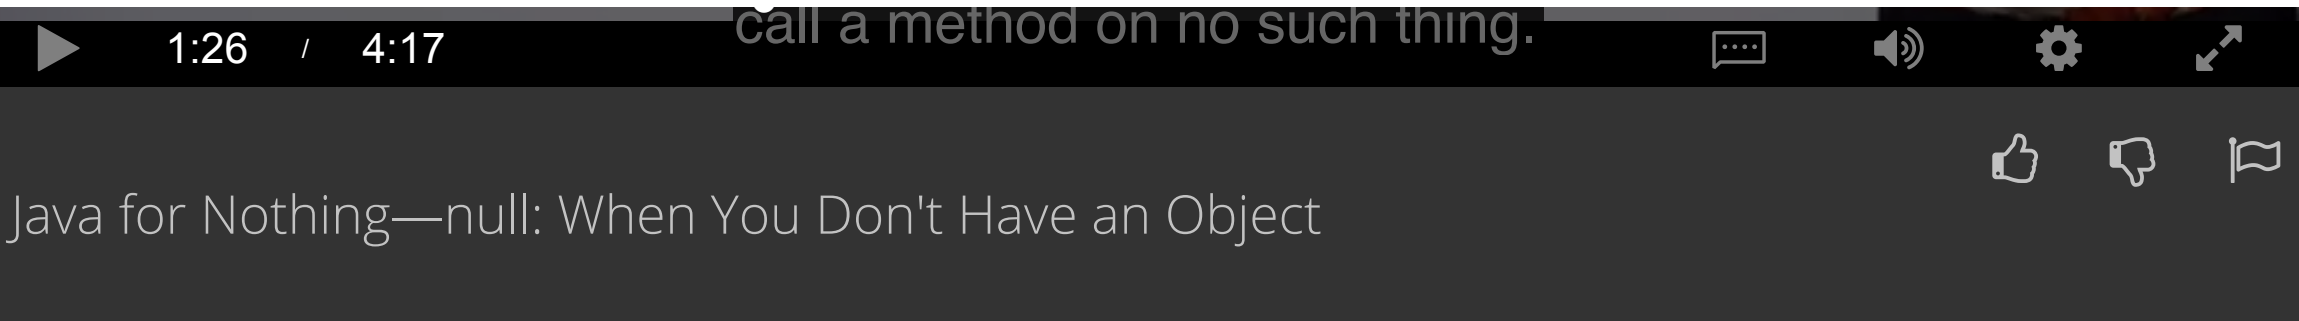 call a method on no such thing.
1:26 / 4:17
Java for Nothing—null: When You Don't Have an Object